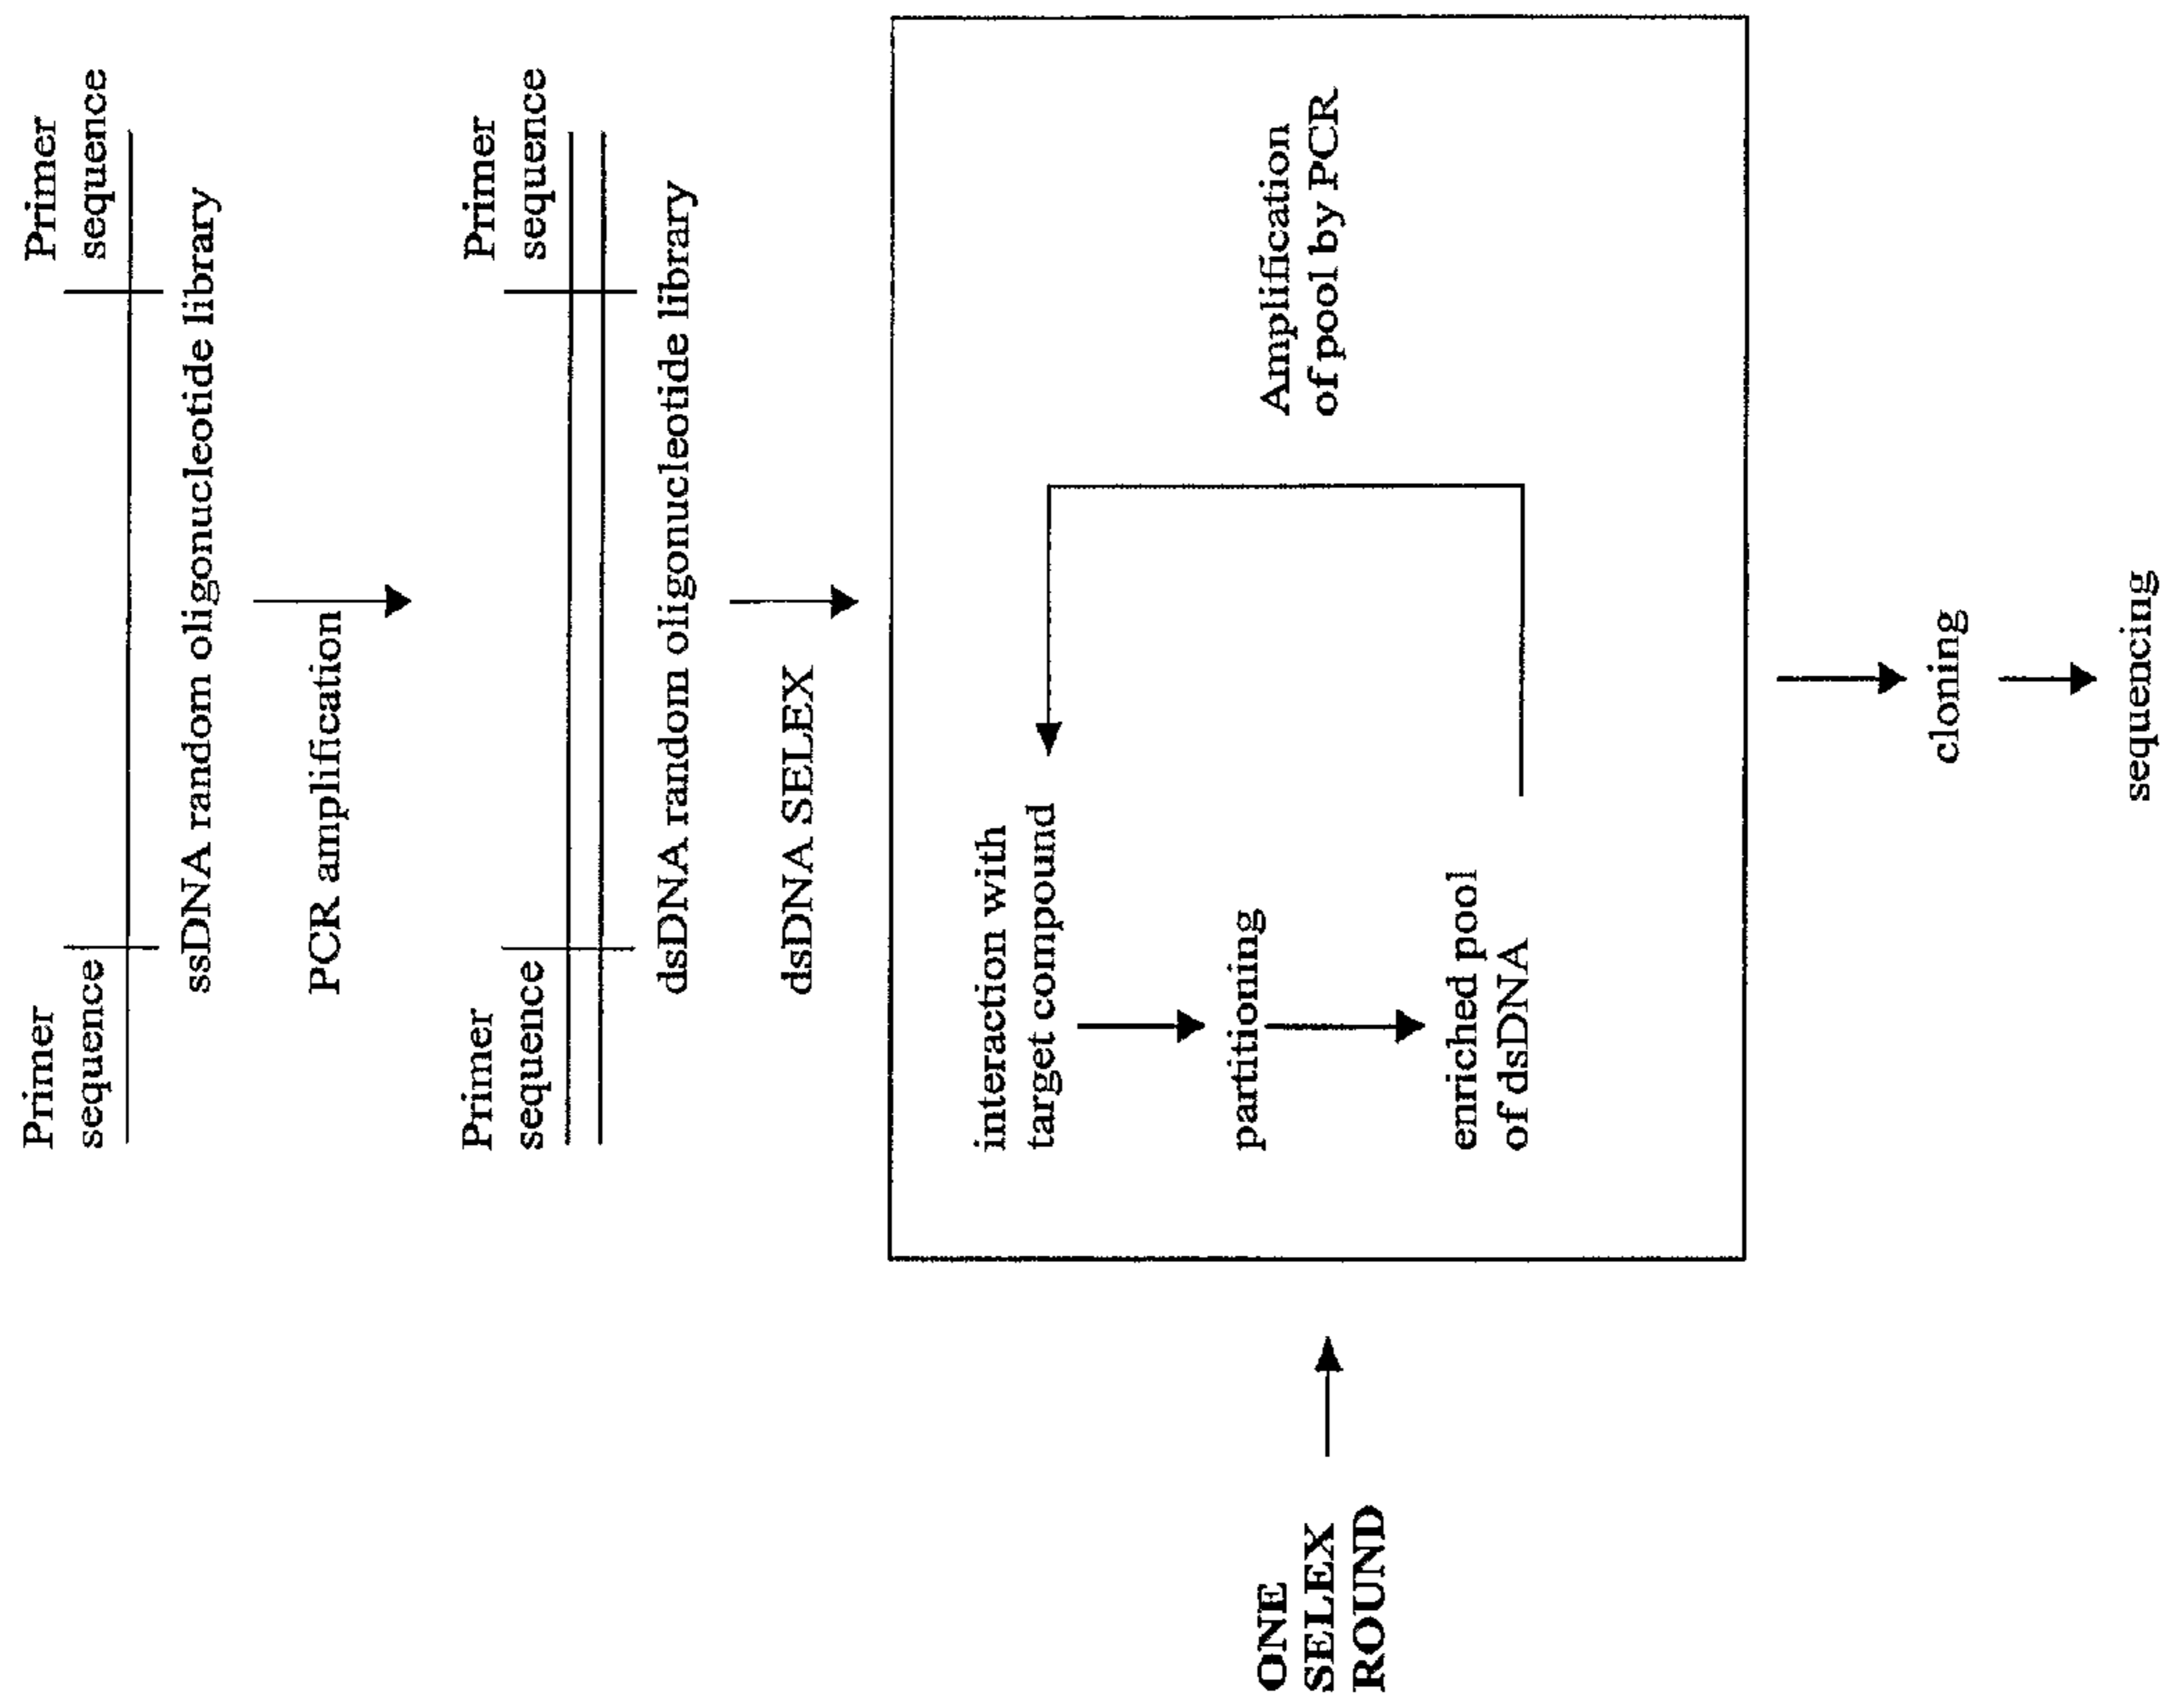 Primer
sequence
Primer
sequence
ssDNA random oligonucleotide library
PCR amplification
Primer
sequence
Primer
sequence
dsDNA random oligonucleotide library
dsDNA SELEX
ONE
SELEX
ROUND
interaction with
target compound
partitioning
enriched pool
of dsDNA
Amplification
of pool by PCR
cloning
sequencing